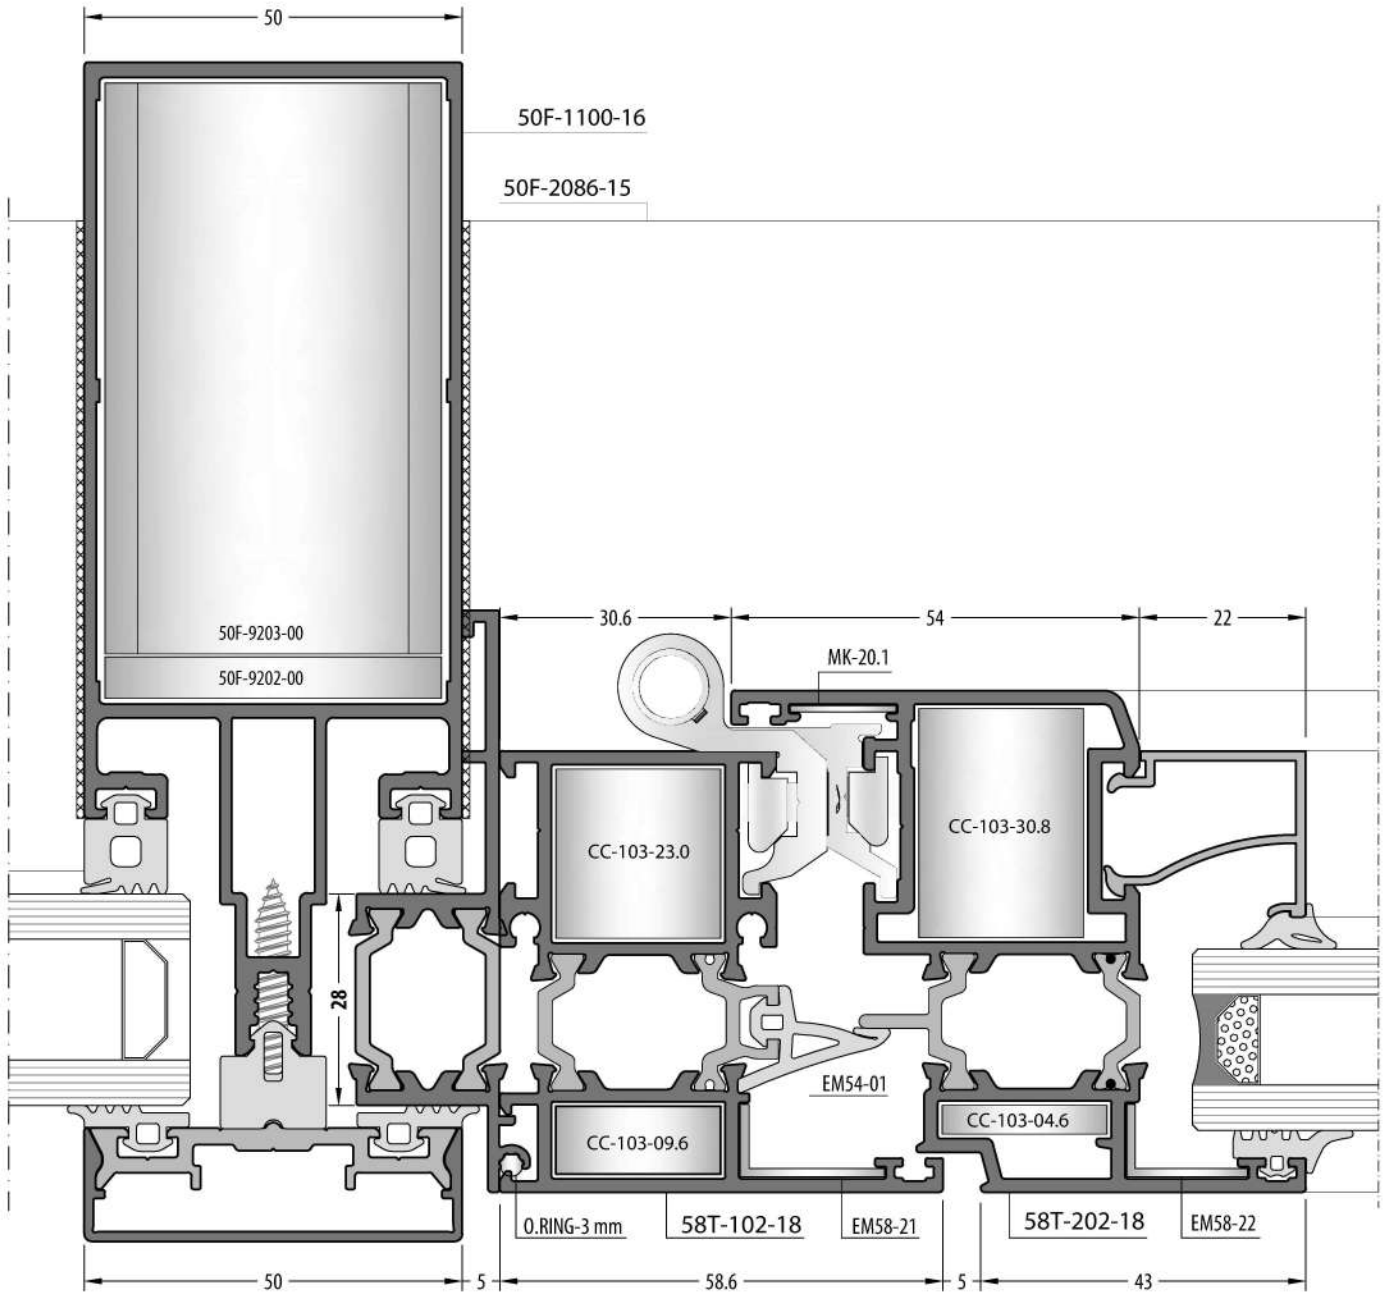 50
50F-1100-16
50F-2086-15
30.6
54
22
50F-9203-00
MK-20.1
50F-9202-00
CC-103-30.8
CC-103-23.0
28
EM54-01
CC-103-04.6
CC-103-09.6
O.RING-3 mm
58T-102-18
EM58-21
58T-202-18
EM58-22
50
5
58.6
5
43